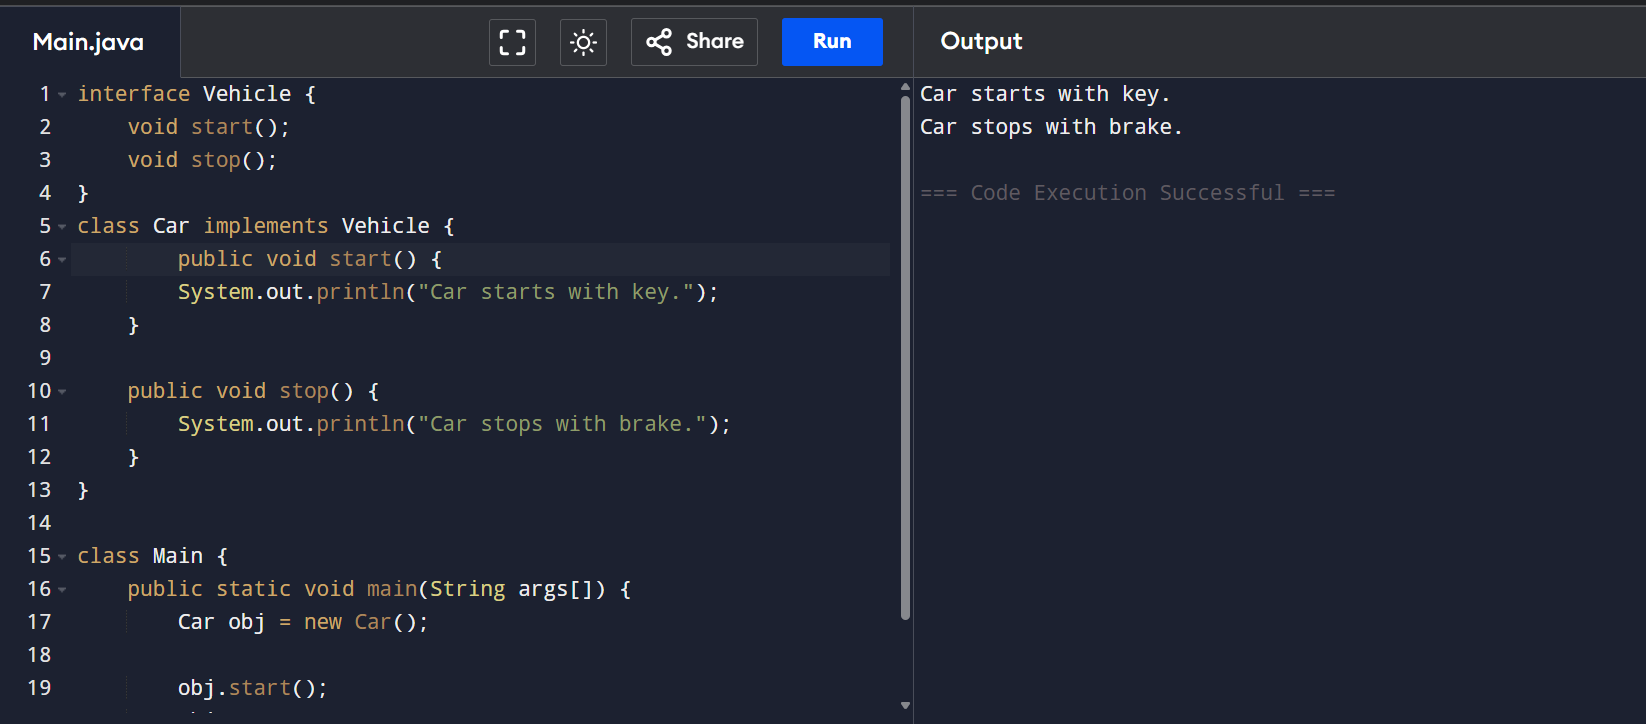 Main.java
Share
Run
Output
1 interface Vehicle {
2     void start();
3     void stop();
4 }
5 class Car implements Vehicle {
6         public void start() {
7         System.out.println("Car starts with key.");
8     }
9
10     public void stop() {
11         System.out.println("Car stops with brake.");
12     }
13 }
14
15 class Main {
16     public static void main(String args[]) {
17         Car obj = new Car();
18
19         obj.start();
Car starts with key.
Car stops with brake.
=== Code Execution Successful ===